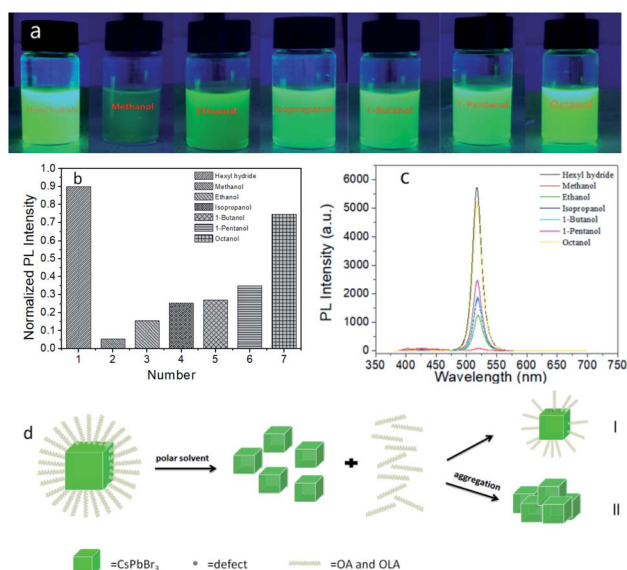 a
Methanol
Ethanol
Isopropanol
1-Butanol
1-Pentanol
Octanol
b
Normalized PL Intensity
1.0
0.9
0.8
0.7
0.6
0.5
0.4
0.3
0.2
0.1
0.0
Hexyl hydride
Methanol
Ethanol
Isopropanol
1-Butanol
1-Pentanol
Octanol
1 2 3 4 5 6 7
Number
c
PL Intensity (a.u.)
6000
5000
4000
3000
2000
1000
0
Hexyl hydride
Methanol
Ethanol
Isopropanol
1-Butanol
1-Pentanol
Octanol
350 400 450 500 550 600 650 700 750
Wavelength (nm)
d
polar solvent
+
aggregation
I
II
=CsPbBr₃
=defect
=OA and OLA